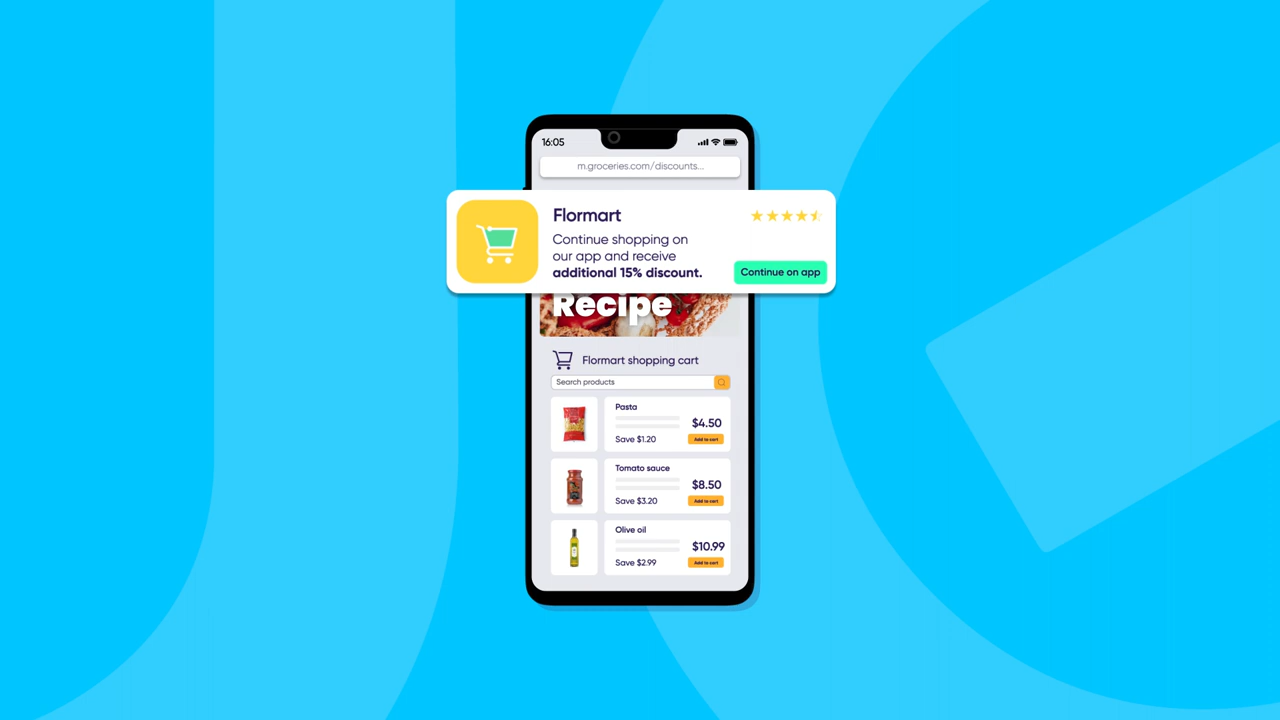 16:05
m.groceries.com/discounts...
Flormart
Continue shopping on
our app and receive
additional 15% discount.
Continue on app
Recipe
Flormart shopping cart
Search products
Pasta
$4.50
Save $1.20
Add to cart
Tomato sauce
$8.50
Save $3.20
Add to cart
Olive oil
$10.99
Save $2.99
Add to cart